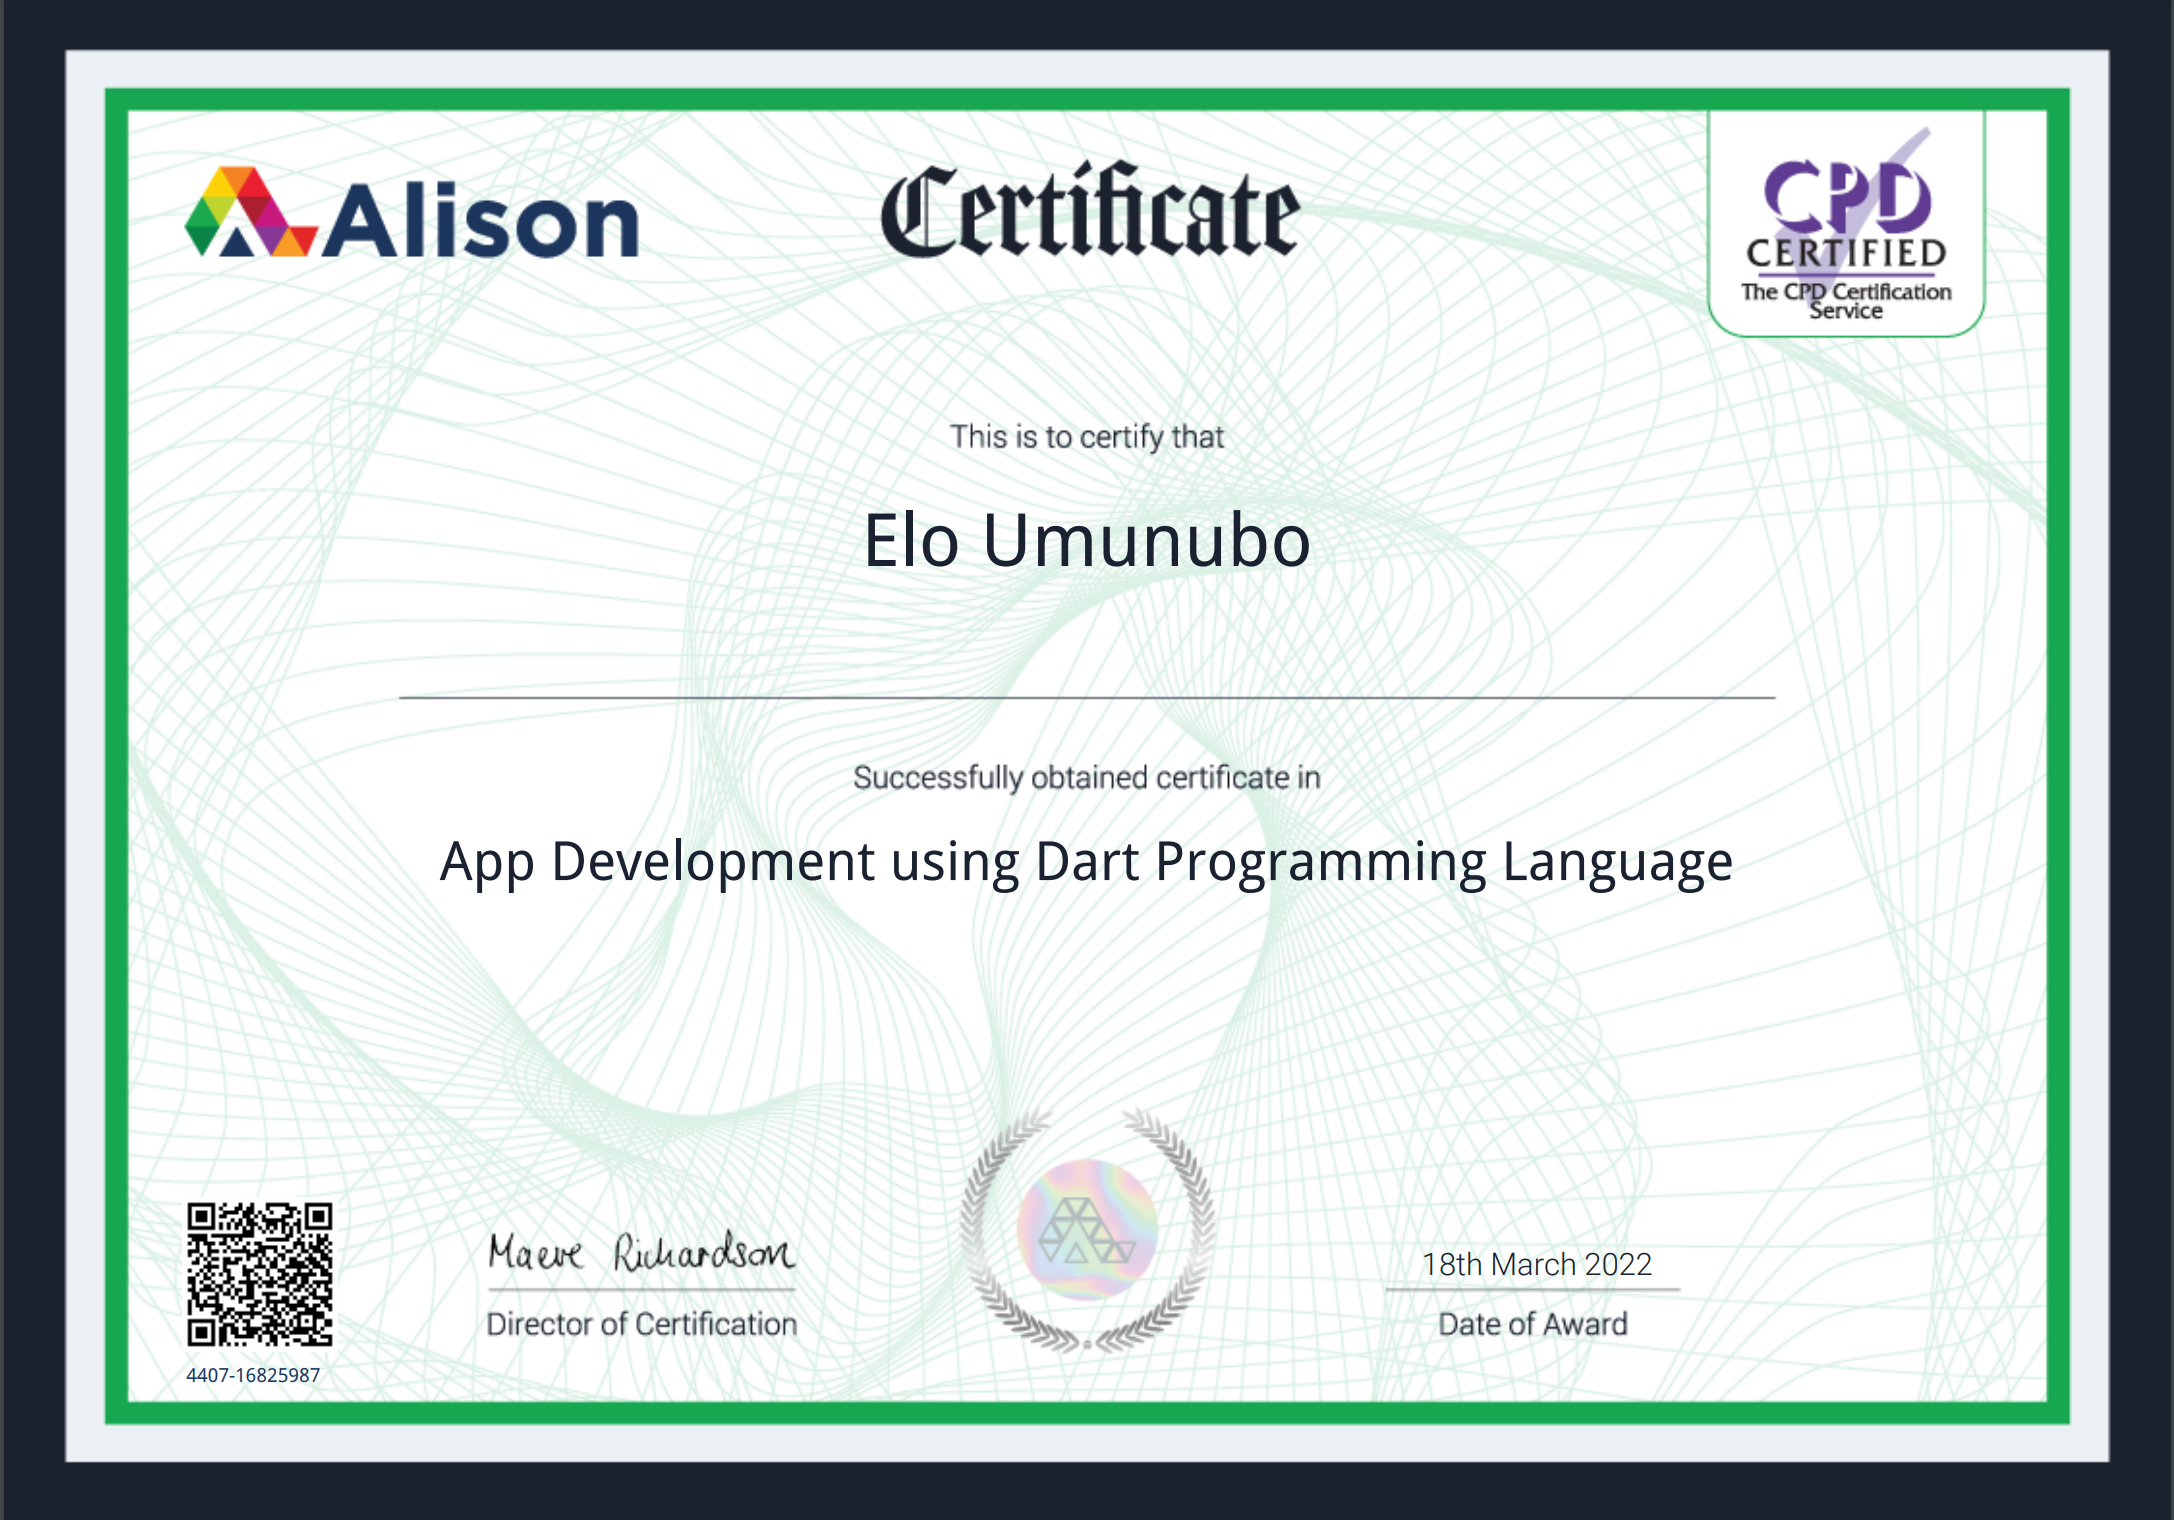 Alison
Certificate
CPD
CERTIFIED
The CPD Certification
Service
This is to certify that
Elo Umunubo
Successfully obtained certificate in
App Development using Dart Programming Language
Maeve Richardson
Director of Certification
18th March 2022
Date of Award
4407-16825987